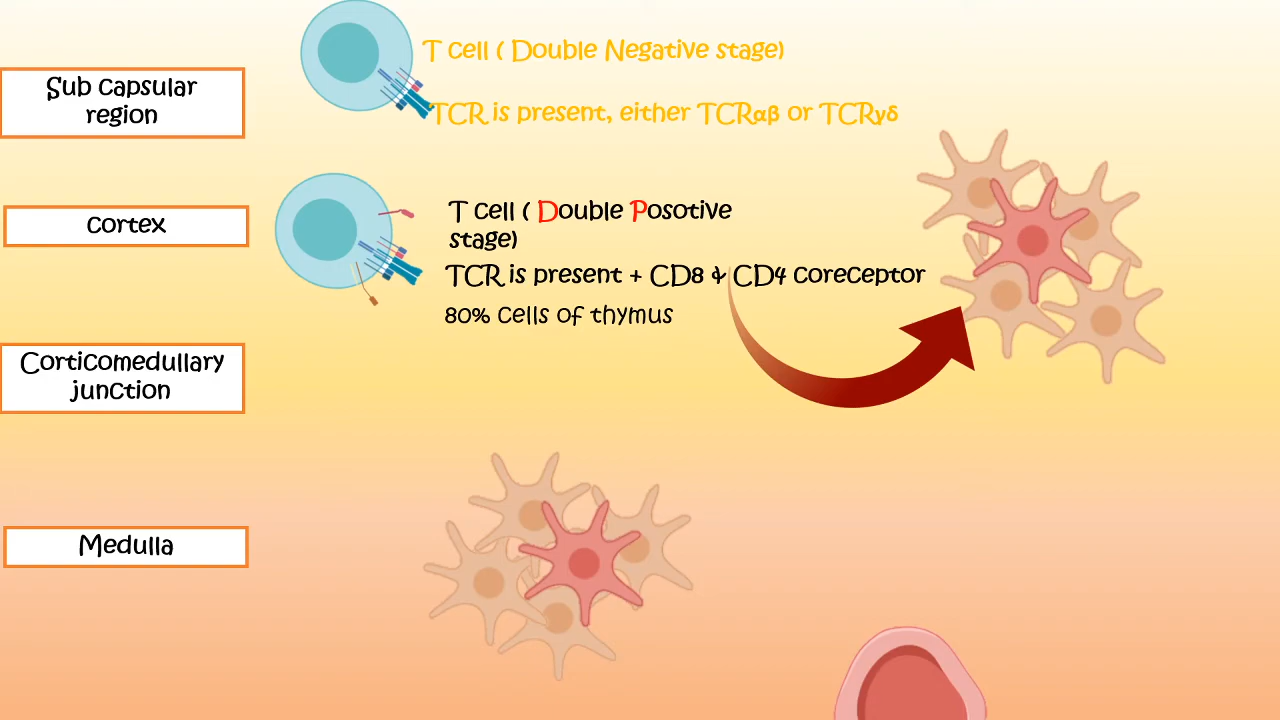 T cell ( Double Negative stage)
Sub capsular
region
TCR is present, either TCRαβ or TCRγδ
cortex
T cell ( Double Posotive
stage)
TCR is present + CD8 & CD4 coreceptor
80% cells of thymus
Corticomedullary
junction
Medulla